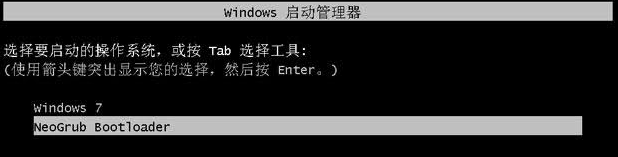 Windows 启动管理器
选择要启动的操作系统，或按 Tab 选择工具:
(使用箭头键突出显示您的选择，然后按 Enter。)
Windows 7
NeoGrub Bootloader